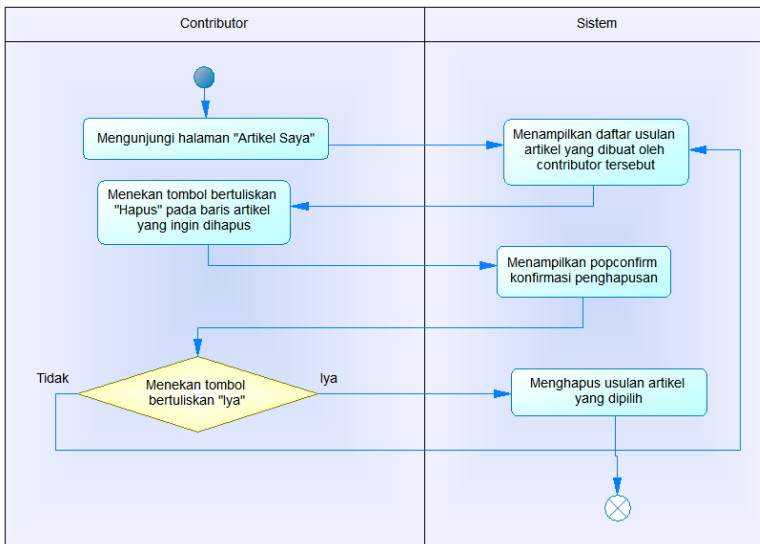 Contributor
Sistem
Mengunjungi halaman "Artikel Saya"
Menampilkan daftar usulan
artikel yang dibuat oleh
contributor tersebut
Menekan tombol bertuliskan
"Hapus" pada baris artikel
yang ingin dihapus
Menampilkan popconfirm
konfirmasi penghapusan
Tidak
Menekan tombol
bertuliskan "Iya"
Iya
Menghapus usulan artikel
yang dipilih